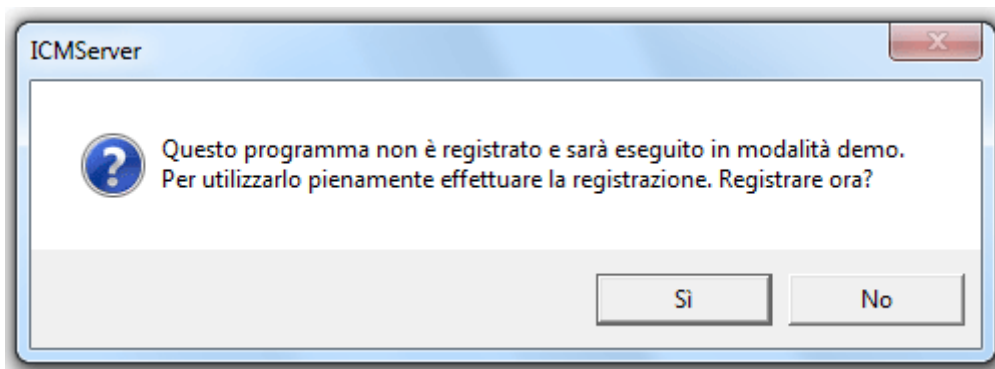 ICMServer
Questo programma non è registrato e sarà eseguito in modalità demo.
Per utilizzarlo pienamente effettuare la registrazione. Registrare ora?
Sì
No